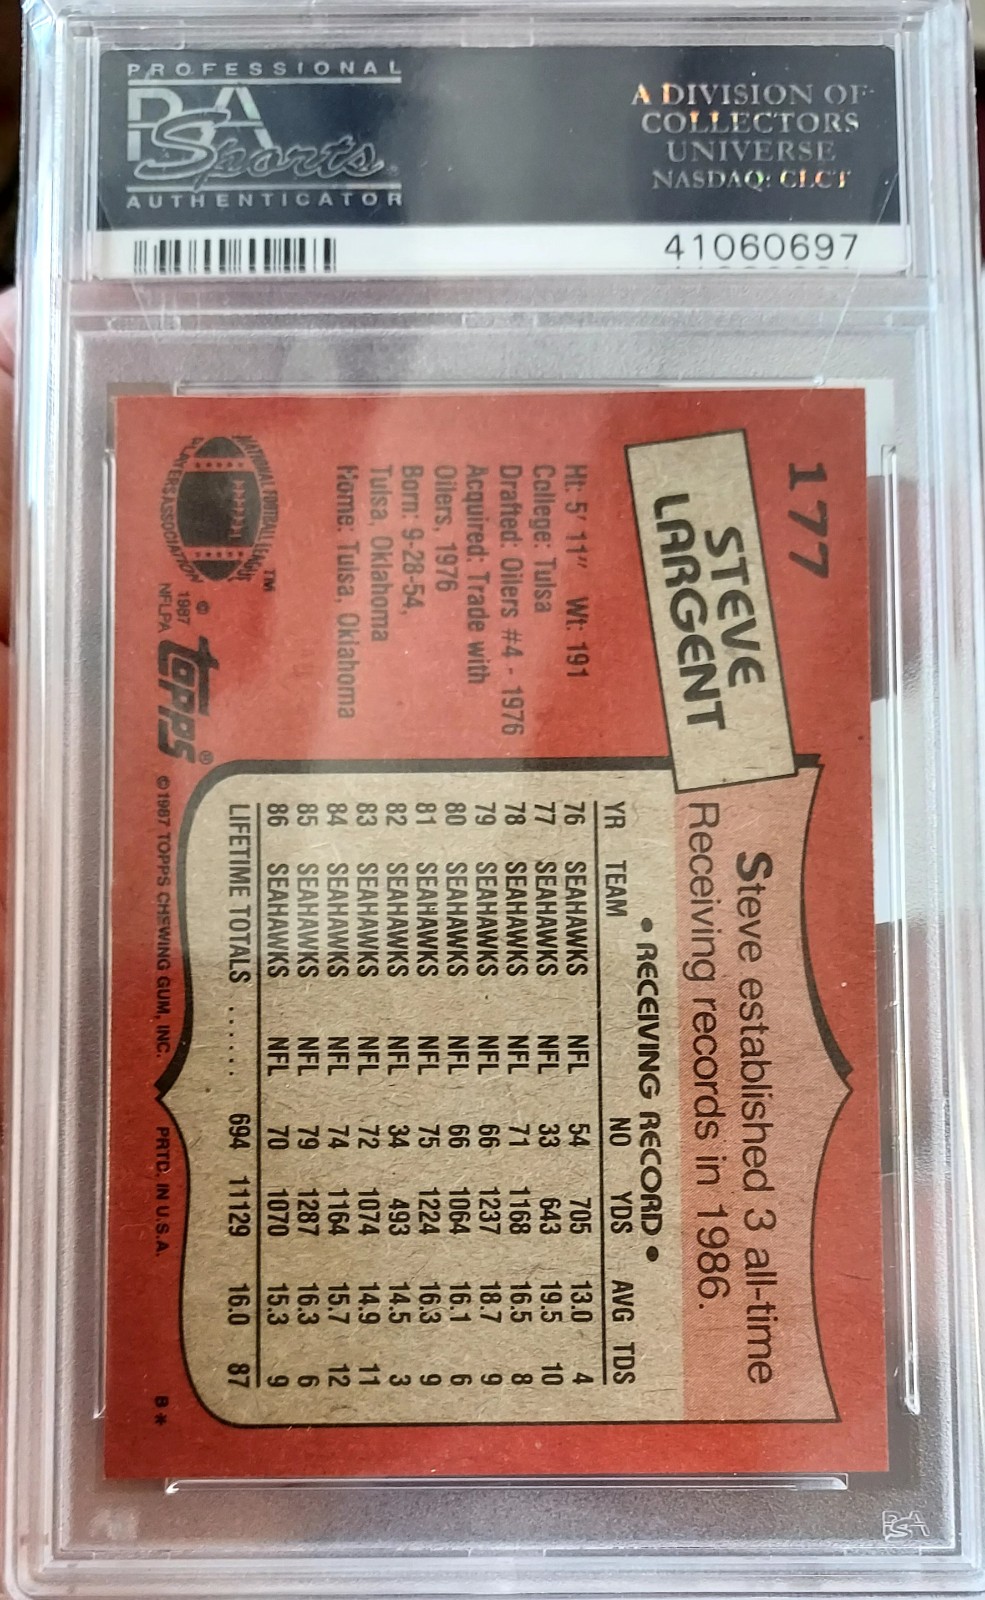 PROFESSIONAL
PSA
Sports
AUTHENTICATOR
A DIVISION OF
COLLECTORS
UNIVERSE
NASDAQ: CLCT
41060697
177
STEVE
LARGENT
Ht: 5' 11" Wt: 191
College: Tulsa
Drafted: Oilers #4 - 1976
Acquired: Trade with
Oilers, 1976
Born: 9-28-54,
Tulsa, Oklahoma
Home: Tulsa, Oklahoma
NATIONAL FOOTBALL LEAGUE
PLAYERS ASSOCIATION
TM
© 1987
NFLPA
topps®
Steve established 3 all-time
Receiving records in 1986.
• RECEIVING RECORD •
YR TEAM NO YDS AVG TDS
76 SEAHAWKS NFL 54 705 13.0 4
77 SEAHAWKS NFL 33 643 19.5 10
78 SEAHAWKS NFL 71 1168 16.5 8
79 SEAHAWKS NFL 66 1237 18.7 9
80 SEAHAWKS NFL 66 1064 16.1 6
81 SEAHAWKS NFL 75 1224 16.3 9
82 SEAHAWKS NFL 34 493 14.5 3
83 SEAHAWKS NFL 72 1074 14.9 11
84 SEAHAWKS NFL 74 1164 15.7 12
85 SEAHAWKS NFL 79 1287 16.3 6
86 SEAHAWKS NFL 70 1070 15.3 9
LIFETIME TOTALS ....... 694 11129 16.0 87
©1987 TOPPS CHEWING GUM, INC. PRTD. IN U.S.A. B*
PSA